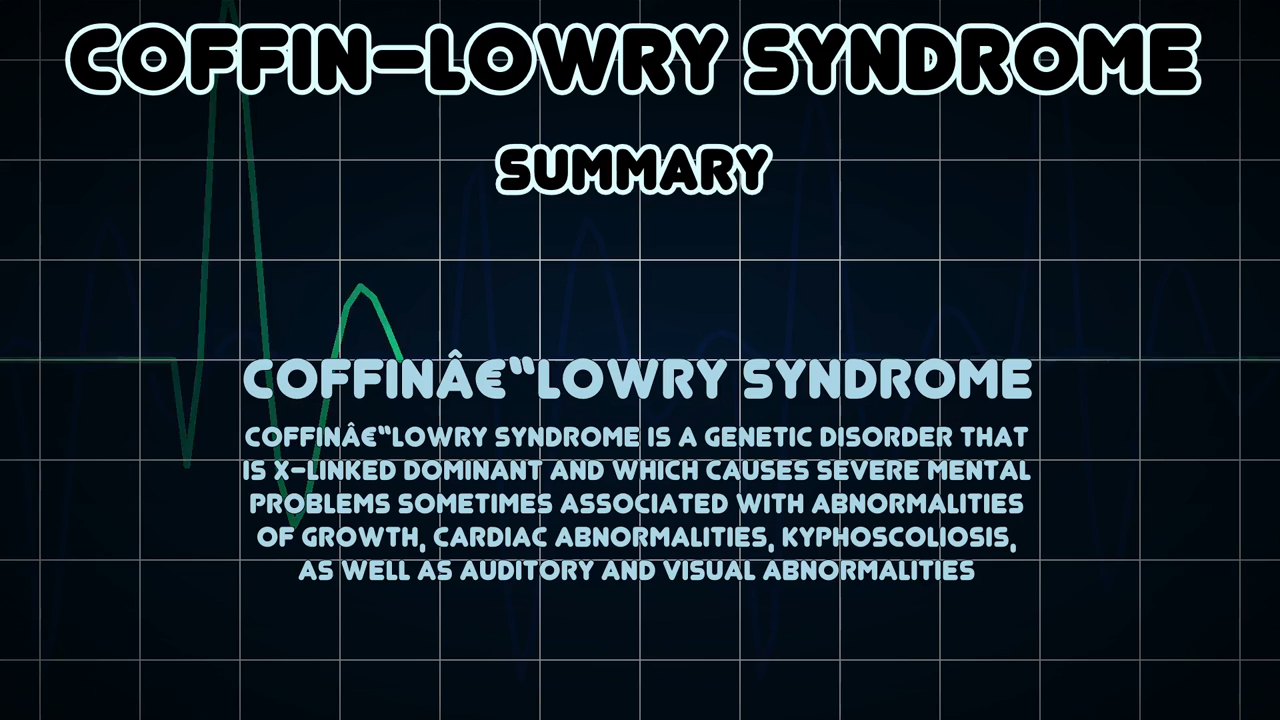 COFFIN–LOWRY SYNDROME
SUMMARY
COFFINÂ€“LOWRY SYNDROME
COFFINÂ€“LOWRY SYNDROME IS A GENETIC DISORDER THAT
IS X-LINKED DOMINANT AND WHICH CAUSES SEVERE MENTAL
PROBLEMS SOMETIMES ASSOCIATED WITH ABNORMALITIES
OF GROWTH, CARDIAC ABNORMALITIES, KYPHOSCOLIOSIS,
AS WELL AS AUDITORY AND VISUAL ABNORMALITIES